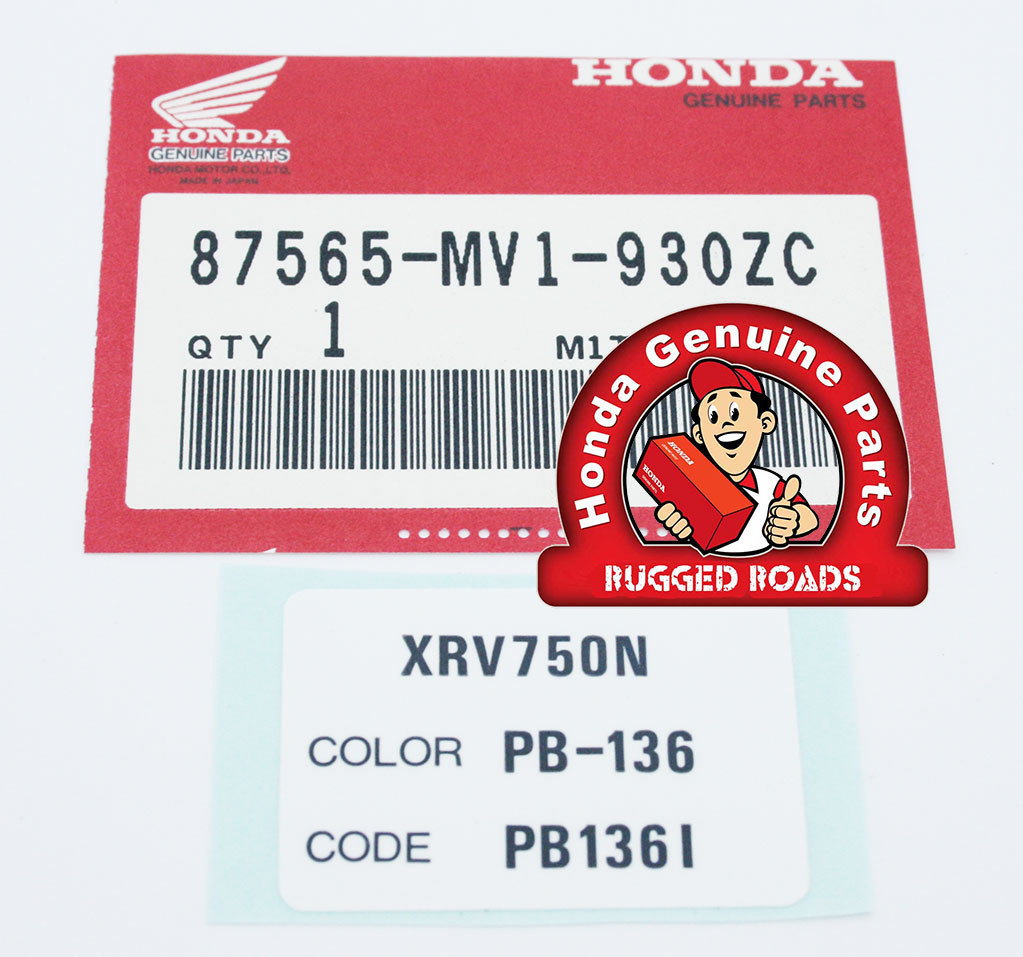 HONDA
GENUINE PARTS
HONDA
GENUINE PARTS
HONDA MOTOR CO.,LTD.
MADE IN JAPAN
87565-MV1-930ZC
QTY 1
Honda Genuine Parts
HONDA
RUGGED ROADS
XRV750N
COLOR PB-136
CODE PB136I